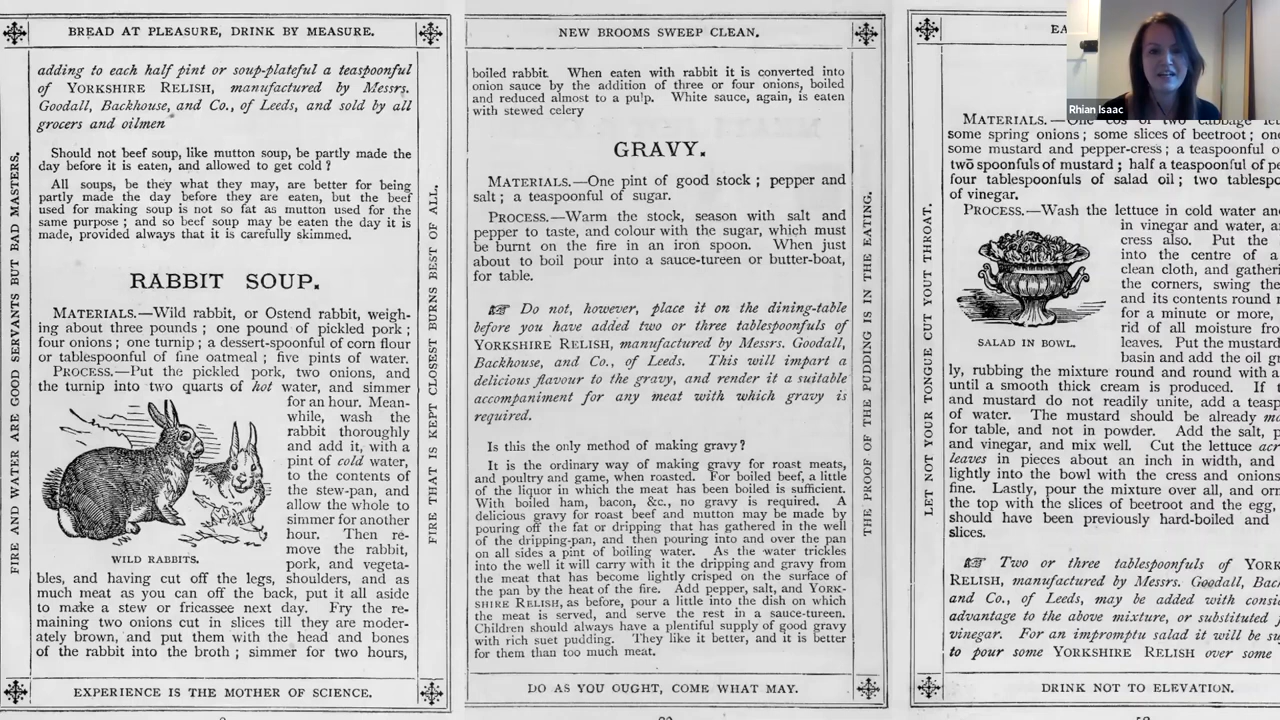 BREAD AT PLEASURE, DRINK BY MEASURE.
FIRE AND WATER ARE GOOD SERVANTS BUT BAD MASTERS.
adding to each half pint or soup-plateful a teaspoonful
of YORKSHIRE RELISH, manufactured by Messrs.
Goodall, Backhouse, and Co., of Leeds, and sold by all
grocers and oilmen
Should not beef soup, like mutton soup, be partly made the
day before it is eaten, and allowed to get cold ?
All soups, be they what they may, are better for being
partly made the day before they are eaten, but the beef
used for making soup is not so fat as mutton used for the
same purpose ; and so beef soup may be eaten the day it is
made, provided always that it is carefully skimmed.
RABBIT SOUP.
MATERIALS.—Wild rabbit, or Ostend rabbit, weigh-
ing about three pounds ; one pound of pickled pork ;
four onions ; one turnip ; a dessert-spoonful of corn flour
or tablespoonful of fine oatmeal ; five pints of water.
PROCESS.—Put the pickled pork, two onions, and
the turnip into two quarts of hot water, and simmer
for an hour. Mean-
while, wash the
rabbit thoroughly
and add it, with a
pint of cold water,
to the contents of
the stew-pan, and
allow the whole to
simmer for another
hour. Then re-
move the rabbit,
pork, and vegeta-
WILD RABBITS.
bles, and having cut off the legs, shoulders, and as
much meat as you can off the back, put it all aside
to make a stew or fricassee next day. Fry the re-
maining two onions cut in slices till they are moder-
ately brown, and put them with the head and bones
of the rabbit into the broth ; simmer for two hours,
FIRE THAT IS KEPT CLOSEST BURNS BEST OF ALL.
EXPERIENCE IS THE MOTHER OF SCIENCE.
NEW BROOMS SWEEP CLEAN.
boiled rabbit. When eaten with rabbit it is converted into
onion sauce by the addition of three or four onions, boiled
and reduced almost to a pulp. White sauce, again, is eaten
with stewed celery
GRAVY.
MATERIALS.—One pint of good stock ; pepper and
salt ; a teaspoonful of sugar.
PROCESS.—Warm the stock, season with salt and
pepper to taste, and colour with the sugar, which must
be burnt on the fire in an iron spoon. When just
about to boil pour into a sauce-tureen or butter-boat,
for table.
☞ Do not, however, place it on the dining-table
before you have added two or three tablespoonfuls of
YORKSHIRE RELISH, manufactured by Messrs. Goodall,
Backhouse, and Co., of Leeds. This will impart a
delicious flavour to the gravy, and render it a suitable
accompaniment for any meat with which gravy is
required.
Is this the only method of making gravy?
It is the ordinary way of making gravy for roast meats,
and poultry and game, when roasted. For boiled beef, a little
of the liquor in which the meat has been boiled is sufficient.
With boiled ham, bacon, &c., no gravy is required. A
delicious gravy for roast beef and mutton may be made by
pouring off the fat or dripping that has gathered in the well
of the dripping-pan, and then pouring into and over the pan
on all sides a pint of boiling water. As the water trickles
into the well it will carry with it the dripping and gravy from
the meat that has become lightly crisped on the surface of
the pan by the heat of the fire. Add pepper, salt, and YORK-
SHIRE RELISH, as before, pour a little into the dish on which
the meat is served, and serve the rest in a sauce-tureen.
Children should always have a plentiful supply of good gravy
with rich suet pudding. They like it better, and it is better
for them than too much meat.
THE PROOF OF THE PUDDING IS IN THE EATING.
DO AS YOU OUGHT, COME WHAT MAY.
EA
Rhian Isaac
LET NOT YOUR TONGUE CUT YOUR THROAT.
MATERIALS.—One cos or two cabbage
some spring onions ; some slices of beetroot ;
some mustard and pepper-cress ; a teaspoonful
two spoonfuls of mustard ; half a teaspoonful of
four tablespoonfuls of salad oil ; two
of vinegar.
PROCESS.—Wash the lettuce in cold water
in vinegar and water,
cress also. Put the
into the centre of a
clean cloth, and
the corners, swing
and its contents round
for a minute or more,
rid of all moisture
leaves. Put the
basin and add the oil
SALAD IN BOWL.
ly, rubbing the mixture round and round with a
until a smooth thick cream is produced. If
and mustard do not readily unite, add a
of water. The mustard should be already
for table, and not in powder. Add the salt,
and vinegar, and mix well. Cut the lettuce
leaves in pieces about an inch in width, and
lightly into the bowl with the cress and onions
fine. Lastly, pour the mixture over all, and
the top with the slices of beetroot and the egg,
should have been previously hard-boiled and
slices.
☞ Two or three tablespoonfuls of
RELISH, manufactured by Messrs. Goodall,
and Co., of Leeds, may be added with
advantage to the above mixture, or substituted
vinegar. For an impromptu salad it will be
to pour some YORKSHIRE RELISH over some
DRINK NOT TO ELEVATION.